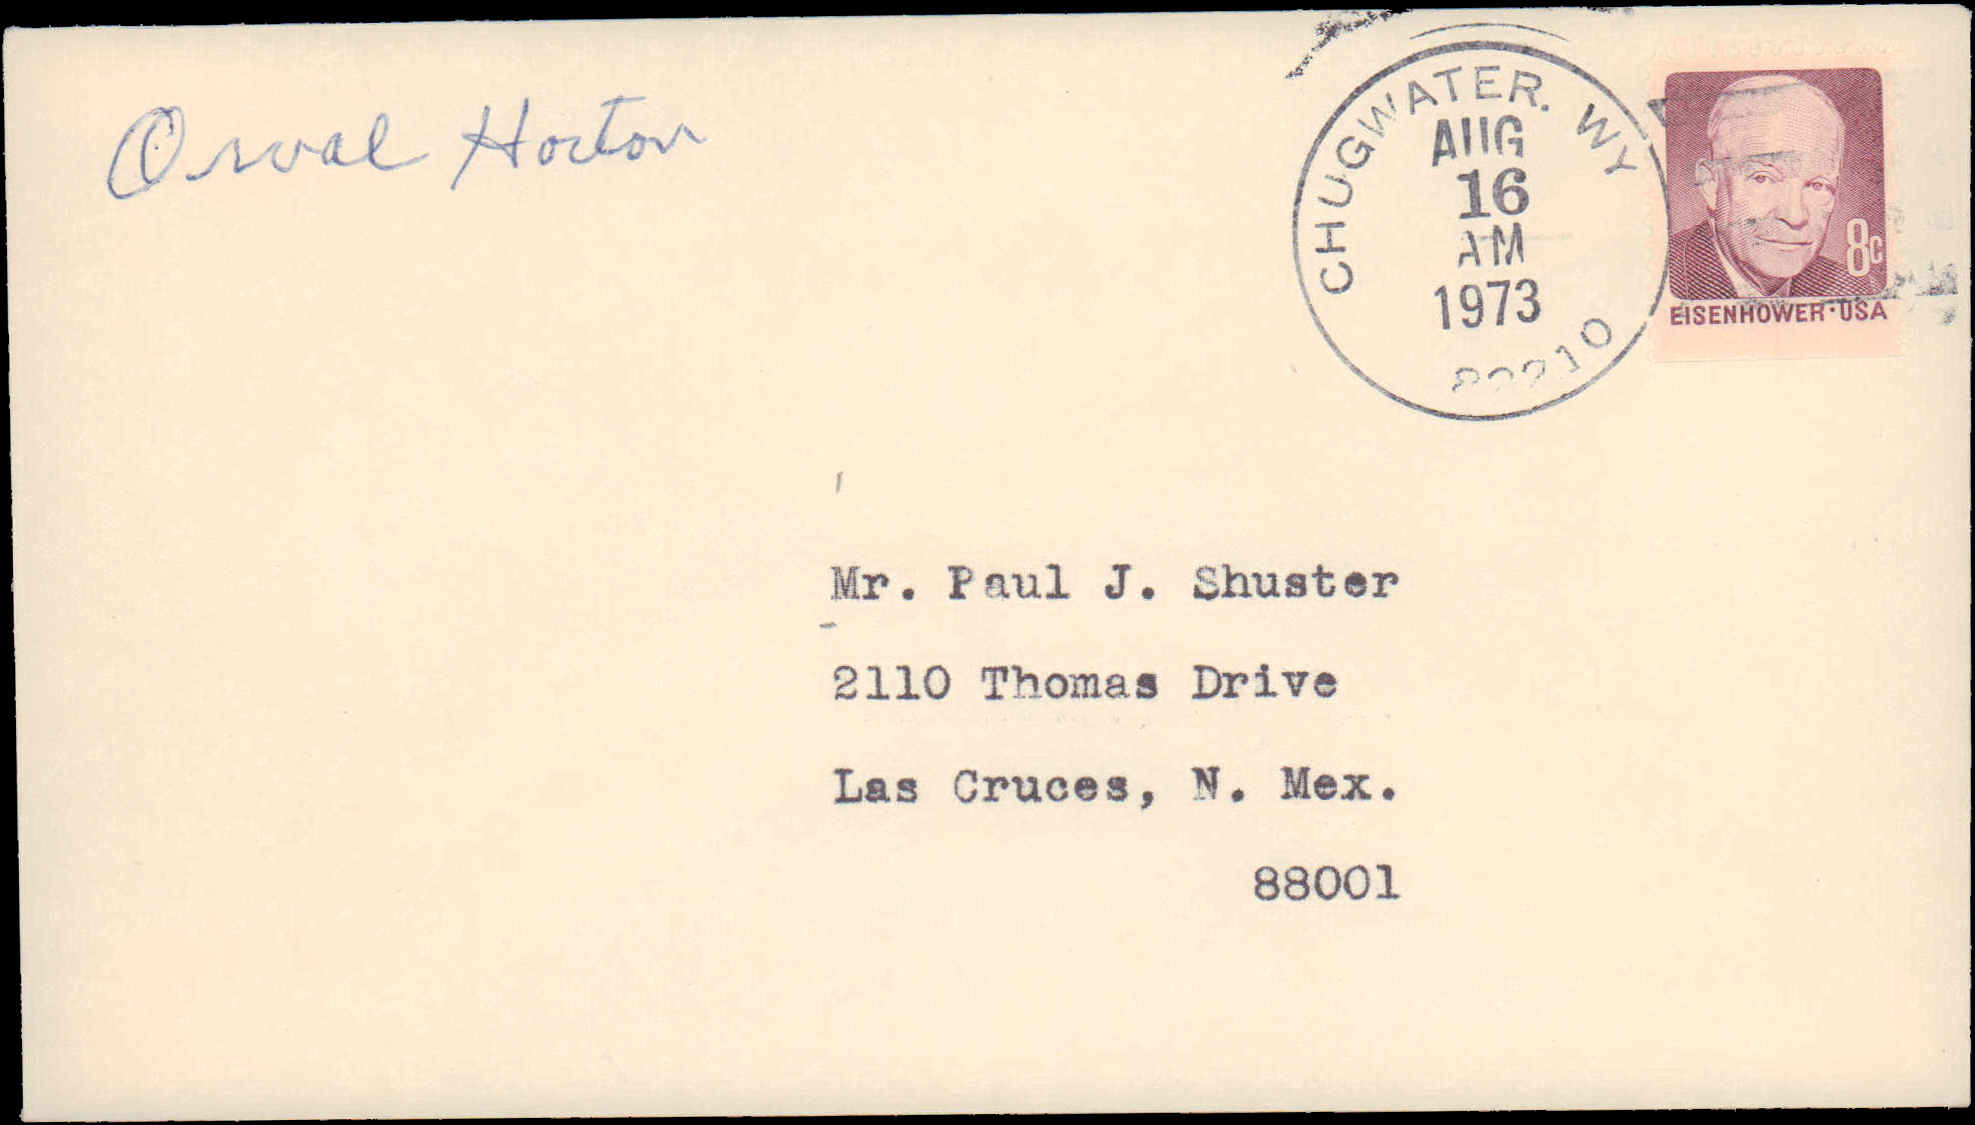 Orval Horton
CHUGWATER. WY
AUG
16
AM
1973
82210
8c
EISENHOWER·USA
Mr. Paul J. Shuster
2110 Thomas Drive
Las Cruces, N. Mex.
88001